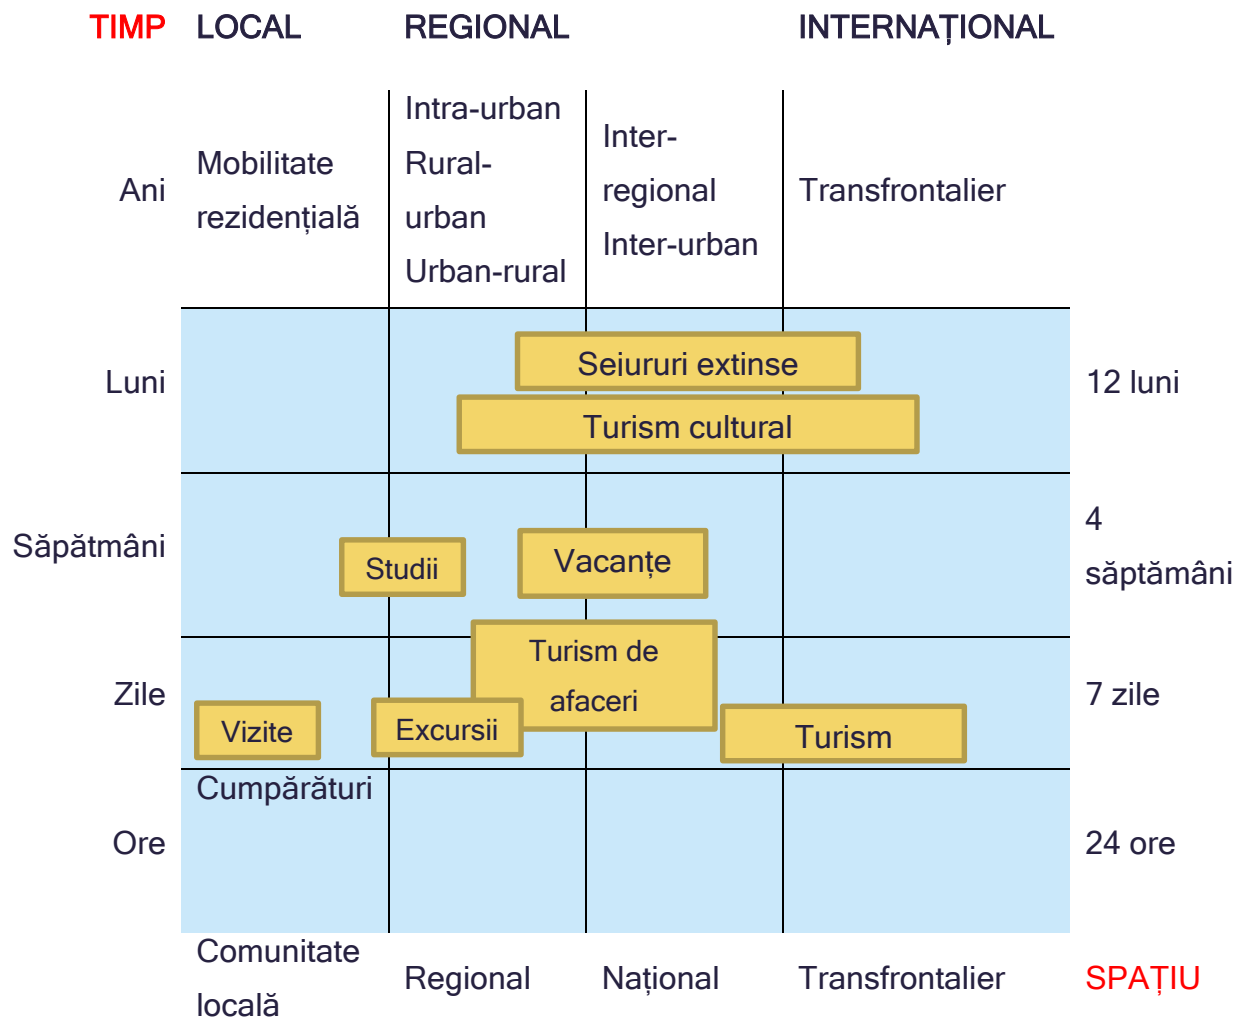 TIMP LOCAL REGIONAL INTERNAȚIONAL
Ani
Mobilitate
rezidențială
Intra-urban
Rural-
urban
Urban-rural
Inter-
regional
Inter-urban
Transfrontalier
Luni
Seiururi extinse
Turism cultural
12 luni
Săpătmâni
Studii
Vacanțe
4
săptămâni
Zile
Vizite
Excursii
Turism de
afaceri
Turism
7 zile
Ore
Cumpărături
24 ore
Comunitate
locală
Regional
Național
Transfrontalier
SPAȚIU